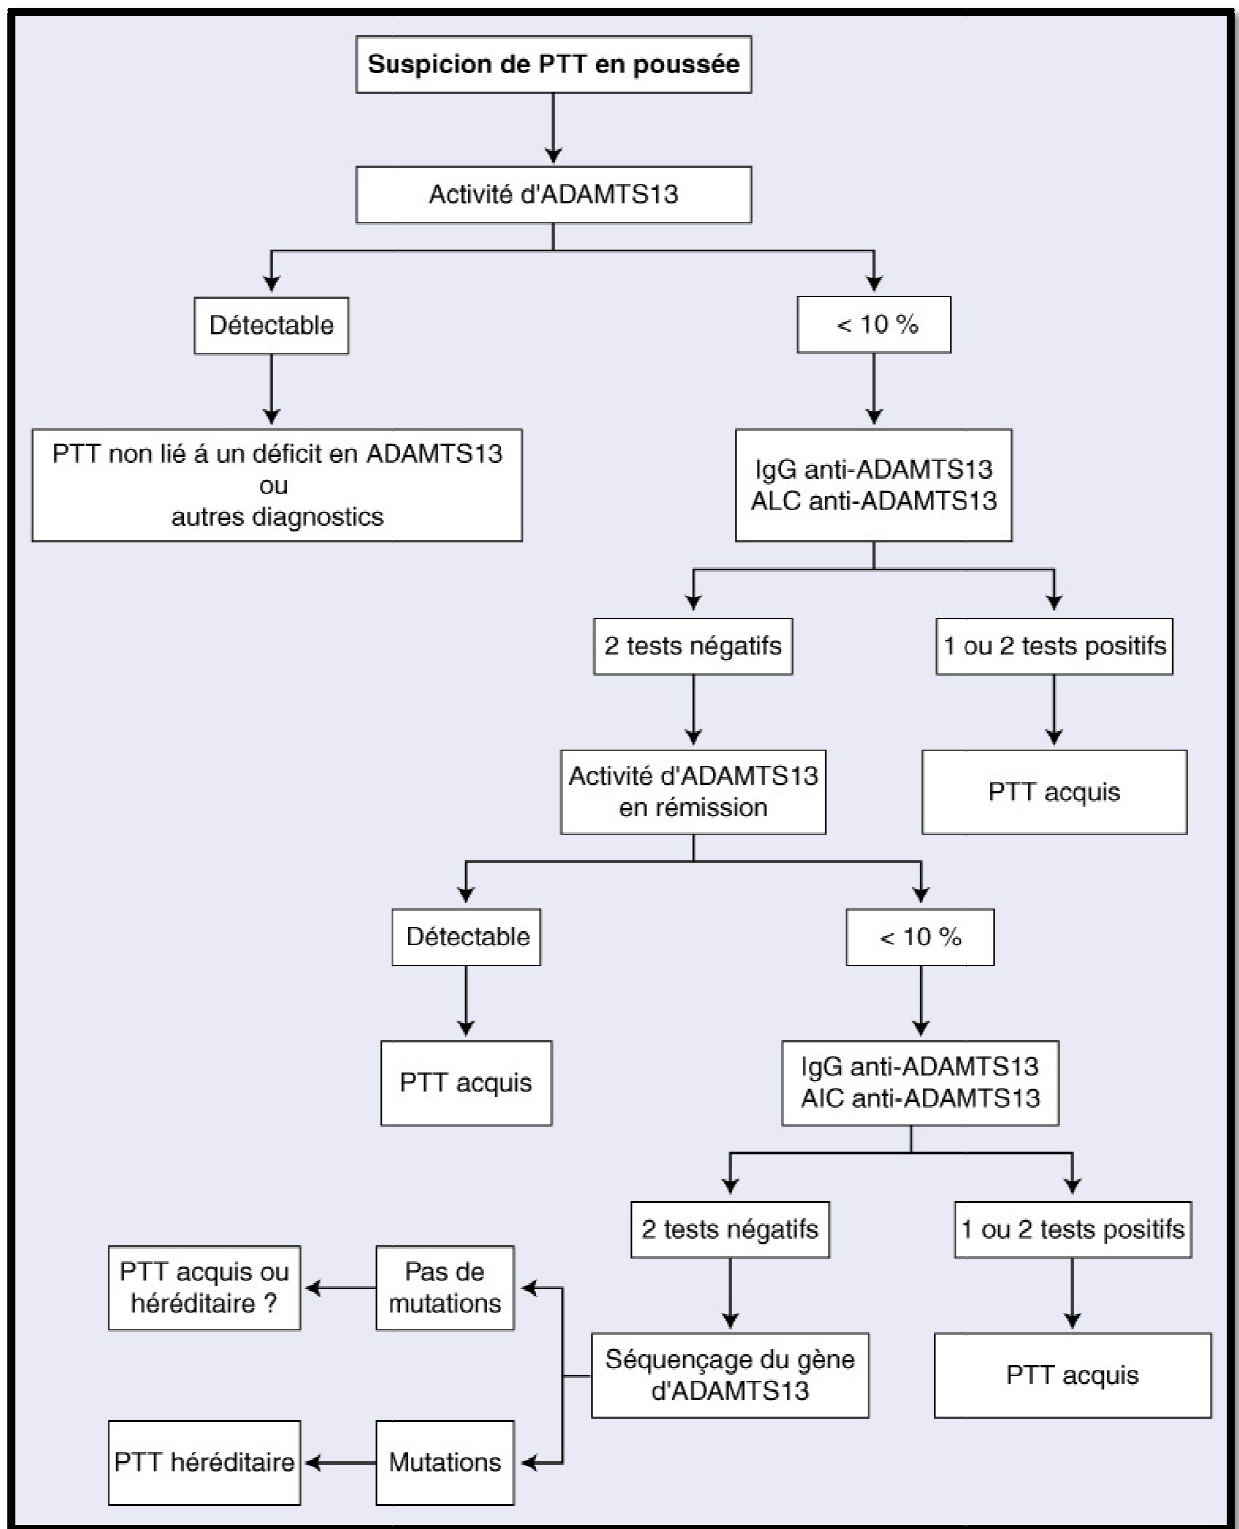 Suspicion de PTT en poussée
Activité d'ADAMTS13
Détectable
< 10 %
PTT non lié á un déficit en ADAMTS13
ou
autres diagnostics
IgG anti-ADAMTS13
ALC anti-ADAMTS13
2 tests négatifs
1 ou 2 tests positifs
Activité d'ADAMTS13
en rémission
PTT acquis
Détectable
< 10 %
PTT acquis
IgG anti-ADAMTS13
AIC anti-ADAMTS13
2 tests négatifs
1 ou 2 tests positifs
PTT acquis ou
héréditaire ?
Pas de
mutations
Séquençage du gène
d'ADAMTS13
PTT acquis
PTT héréditaire
Mutations